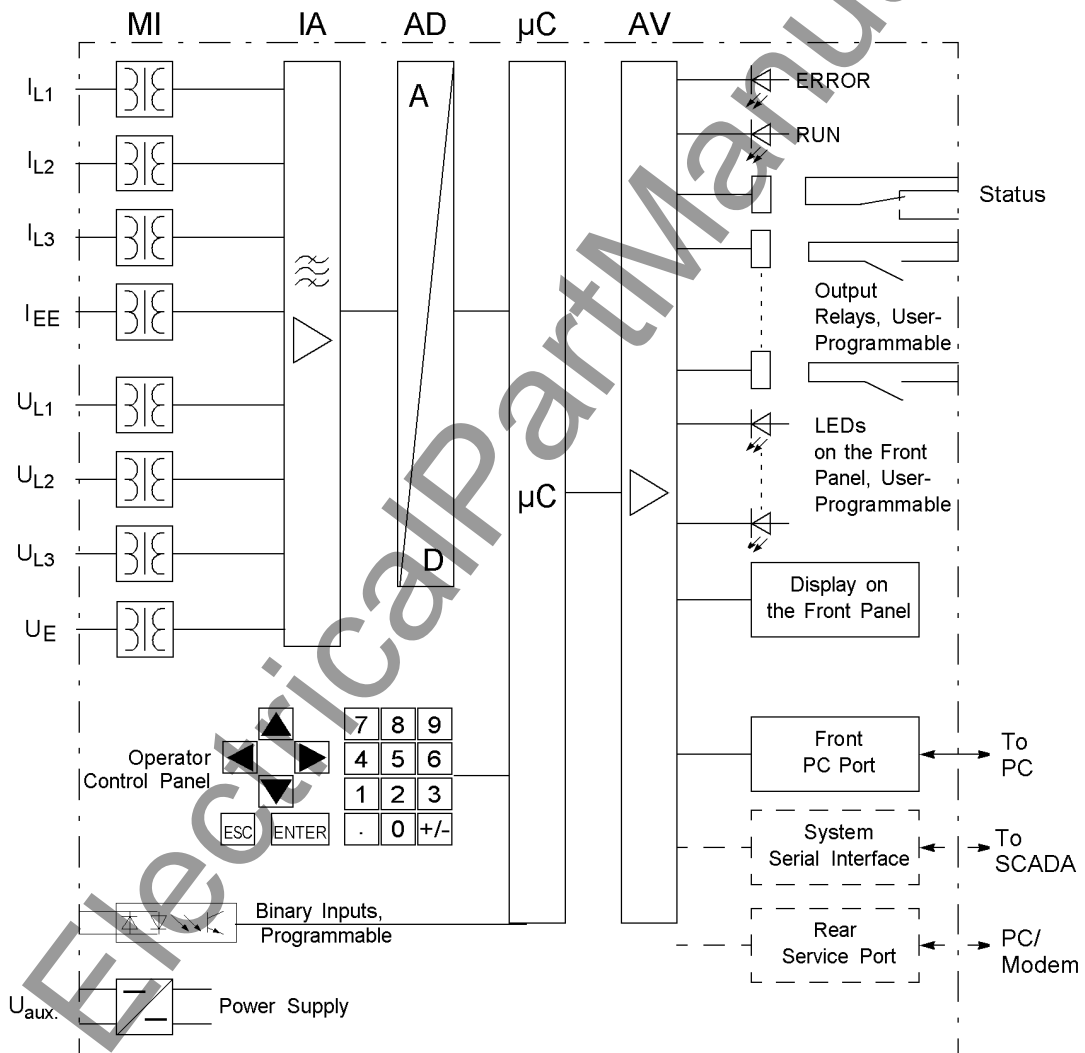 MI IA AD µC AV
IL1
IL2
IL3
IEE
UL1
UL2
UL3
UE
A
D
µC
ERROR
RUN
Status
Output
Relays, User-
Programmable
LEDs
on the Front
Panel, User-
Programmable
Display on
the Front Panel
Operator
Control Panel
7 8 9
4 5 6
1 2 3
. 0 +/-
ESC ENTER
Front
PC Port
To
PC
System
Serial Interface
To
SCADA
Rear
Service Port
PC/
Modem
Binary Inputs,
Programmable
Uaux.
Power Supply
ElectricalPartManu